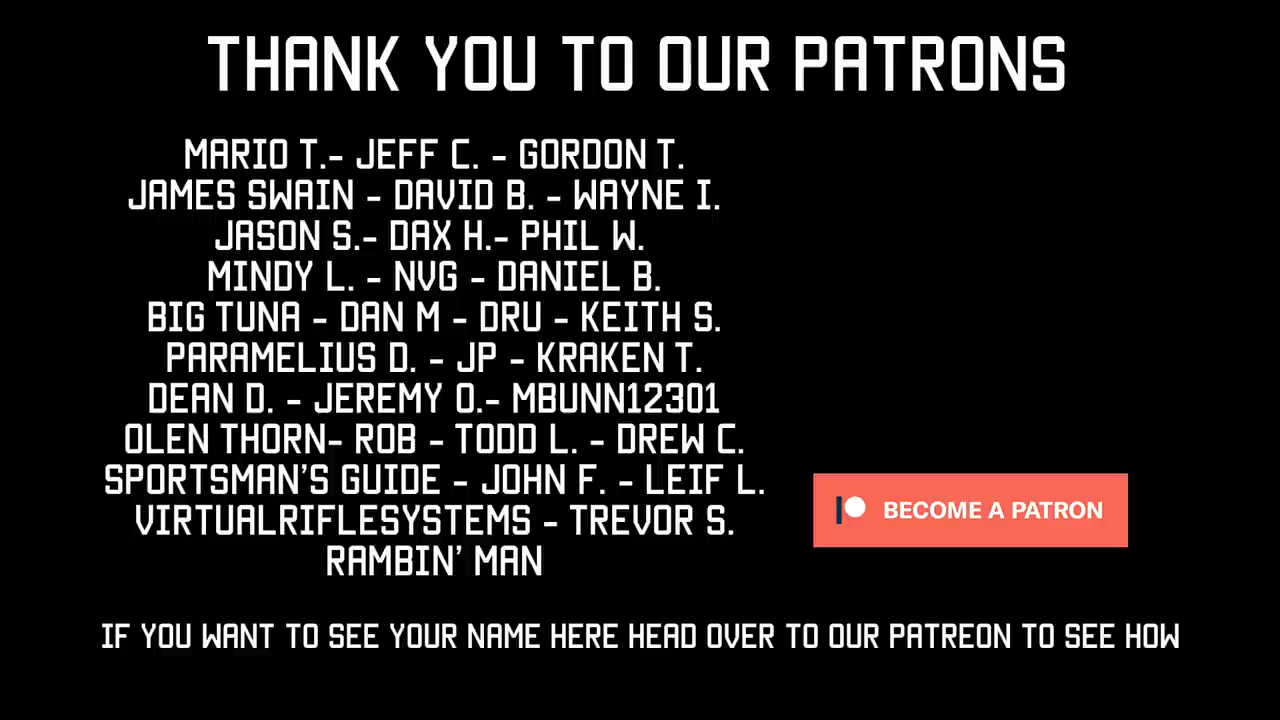 THANK YOU TO OUR PATRONS
MARIO T.- JEFF C. - GORDON T.
JAMES SWAIN - DAVID B. - WAYNE I.
JASON S.- DAX H.- PHIL W.
MINDY L. - NVG - DANIEL B.
BIG TUNA - DAN M - DRU - KEITH S.
PARAMELIUS D. - JP - KRAKEN T.
DEAN D. - JEREMY O.- MBUNN12301
OLEN THORN- ROB - TODD L. - DREW C.
SPORTSMAN'S GUIDE - JOHN F. - LEIF L.
VIRTUALRIFLESYSTEMS - TREVOR S.
RAMBIN' MAN
BECOME A PATRON
IF YOU WANT TO SEE YOUR NAME HERE HEAD OVER TO OUR PATREON TO SEE HOW